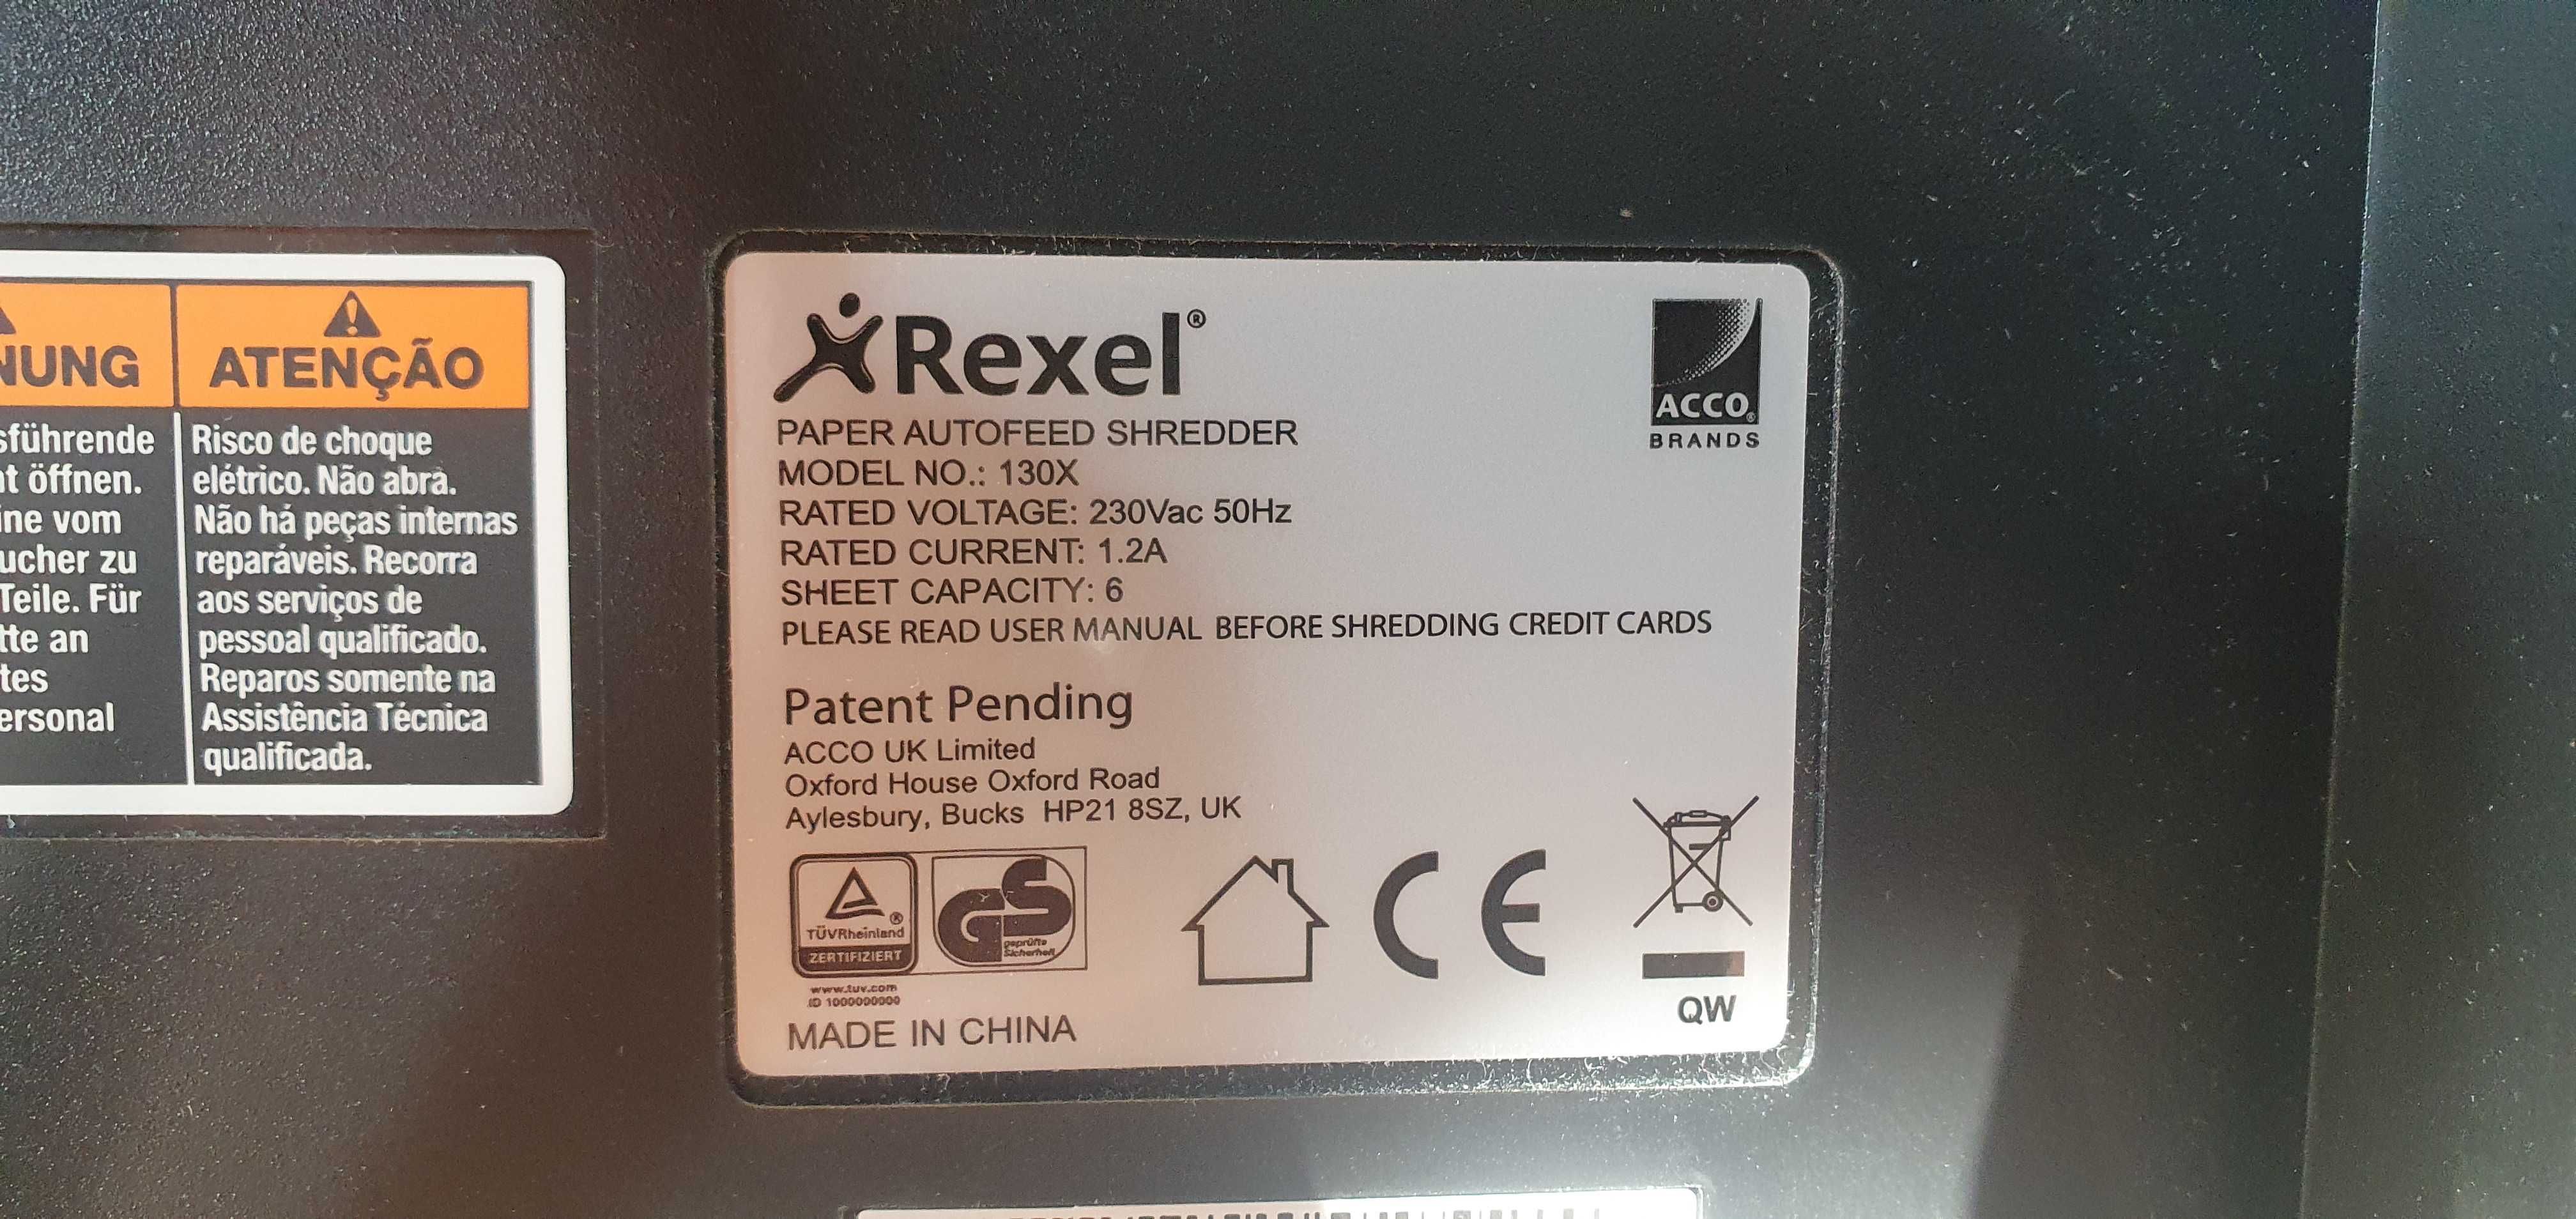 NUNG
sführende
t öffnen.
ine vom
ucher zu
Teile. Für
tte an
tes
ersonal
ATENÇÃO
Risco de choque
elétrico. Não abra.
Não há peças internas
reparáveis. Recorra
aos serviços de
pessoal qualificado.
Reparos somente na
Assistência Técnica
qualificada.
Rexel®
PAPER AUTOFEED SHREDDER
MODEL NO.: 130X
RATED VOLTAGE: 230Vac 50Hz
RATED CURRENT: 1.2A
SHEET CAPACITY: 6
PLEASE READ USER MANUAL BEFORE SHREDDING CREDIT CARDS
ACCO®
BRANDS
Patent Pending
ACCO UK Limited
Oxford House Oxford Road
Aylesbury, Bucks HP21 8SZ, UK
TÜVRheinland®
ZERTIFIZIERT
GS
geprüfte
Sicherheit
www.tuv.com
ID 1000000000
CE
QW
MADE IN CHINA